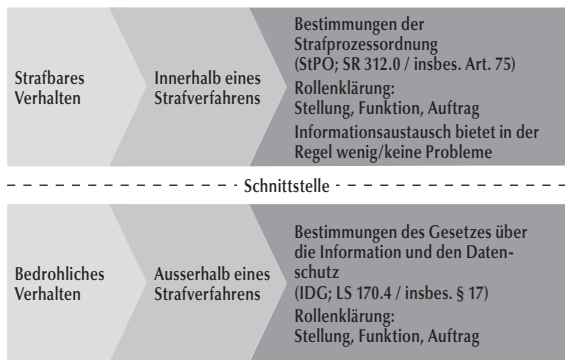 Strafbares
Verhalten
Innerhalb eines
Strafverfahrens
Bestimmungen der
Strafprozessordnung
(StPO; SR 312.0 / insbes. Art. 75)
Rollenklärung:
Stellung, Funktion, Auftrag
Informationsaustausch bietet in der
Regel wenig/keine Probleme
Schnittstelle
Bedrohliches
Verhalten
Ausserhalb eines
Strafverfahrens
Bestimmungen des Gesetzes über
die Information und den Daten-
schutz
(IDG; LS 170.4 / insbes. § 17)
Rollenklärung:
Stellung, Funktion, Auftrag